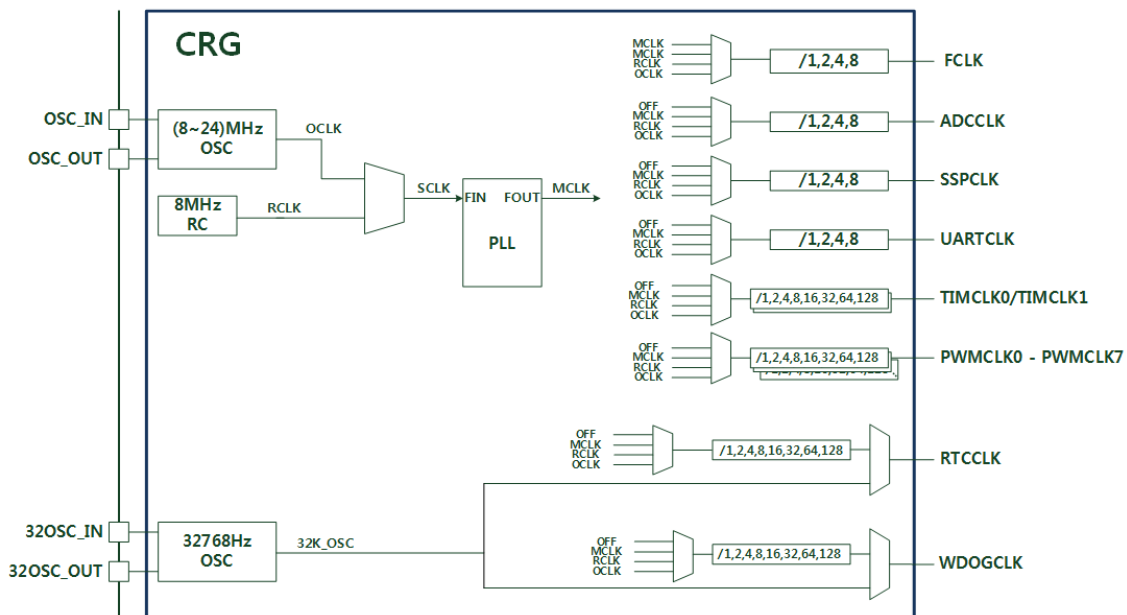 CRG
OSC_IN
OSC_OUT
(8~24)MHz
OSC
OCLK
8MHz
RC
RCLK
SCLK
FIN
FOUT
PLL
MCLK
MCLK
MCLK
RCLK
OCLK
/1,2,4,8
FCLK
OFF
MCLK
RCLK
OCLK
/1,2,4,8
ADCCLK
OFF
MCLK
RCLK
OCLK
/1,2,4,8
SSPCLK
OFF
MCLK
RCLK
OCLK
/1,2,4,8
UARTCLK
OFF
MCLK
RCLK
OCLK
/1,2,4,8,16,32,64,128
TIMCLK0/TIMCLK1
OFF
MCLK
RCLK
OCLK
/1,2,4,8,16,32,64,128
PWMCLK0 - PWMCLK7
OFF
MCLK
RCLK
OCLK
/1,2,4,8,16,32,64,128
RTCCLK
32OSC_IN
32OSC_OUT
32768Hz
OSC
32K_OSC
OFF
MCLK
RCLK
OCLK
/1,2,4,8,16,32,64,128
WDOGCLK